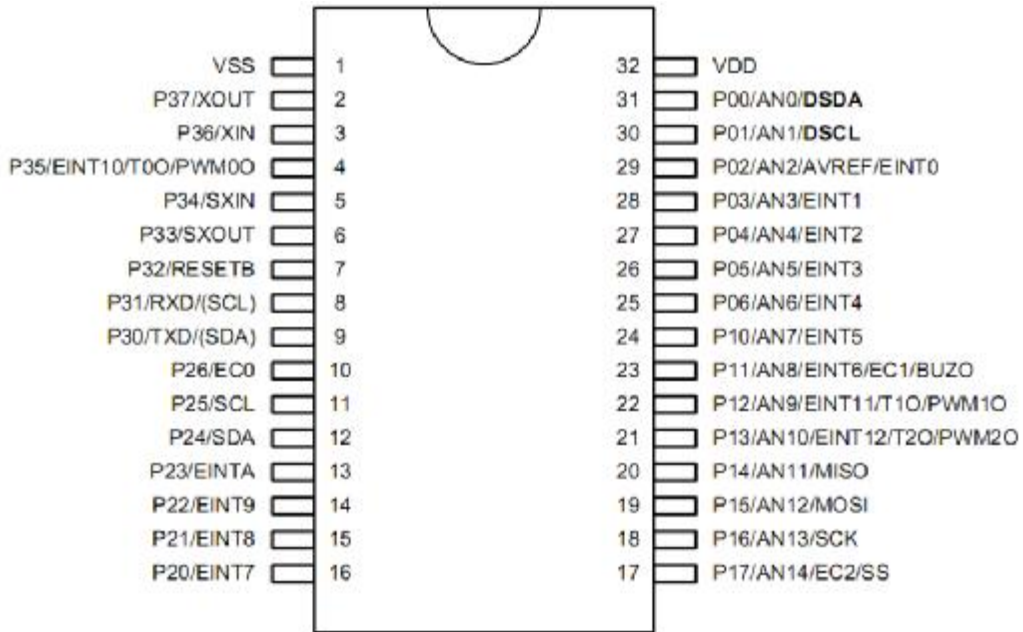 VSS 1 32 VDD
P37/XOUT 2 31 P00/AN0/DSDA
P36/XIN 3 30 P01/AN1/DSCL
P35/EINT10/T0O/PWM0O 4 29 P02/AN2/AVREF/EINT0
P34/SXIN 5 28 P03/AN3/EINT1
P33/SXOUT 6 27 P04/AN4/EINT2
P32/RESETB 7 26 P05/AN5/EINT3
P31/RXD/(SCL) 8 25 P06/AN6/EINT4
P30/TXD/(SDA) 9 24 P10/AN7/EINT5
P26/EC0 10 23 P11/AN8/EINT6/EC1/BUZO
P25/SCL 11 22 P12/AN9/EINT11/T1O/PWM1O
P24/SDA 12 21 P13/AN10/EINT12/T2O/PWM2O
P23/EINTA 13 20 P14/AN11/MISO
P22/EINT9 14 19 P15/AN12/MOSI
P21/EINT8 15 18 P16/AN13/SCK
P20/EINT7 16 17 P17/AN14/EC2/SS